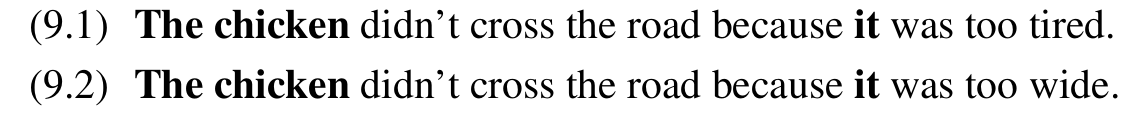 (9.1) The chicken didn’t cross the road because it was too tired.
(9.2) The chicken didn’t cross the road because it was too wide.